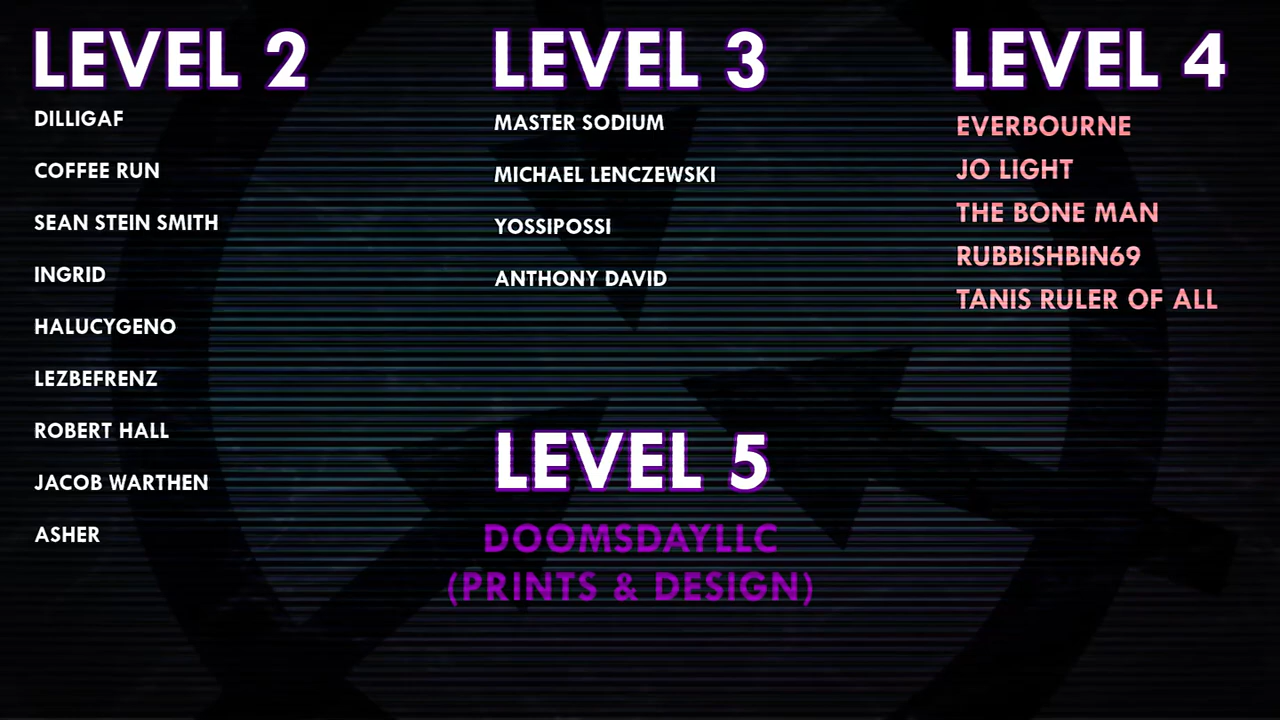 LEVEL 2
DILLIGAF
COFFEE RUN
SEAN STEIN SMITH
INGRID
HALUCYGENO
LEZBEFRENZ
ROBERT HALL
JACOB WARTHEN
ASHER
LEVEL 3
MASTER SODIUM
MICHAEL LENCZEWSKI
YOSSIPOSSI
ANTHONY DAVID
LEVEL 4
EVERBOURNE
JO LIGHT
THE BONE MAN
RUBBISHBIN69
TANIS RULER OF ALL
LEVEL 5
DOOMSDAYLLC
(PRINTS & DESIGN)